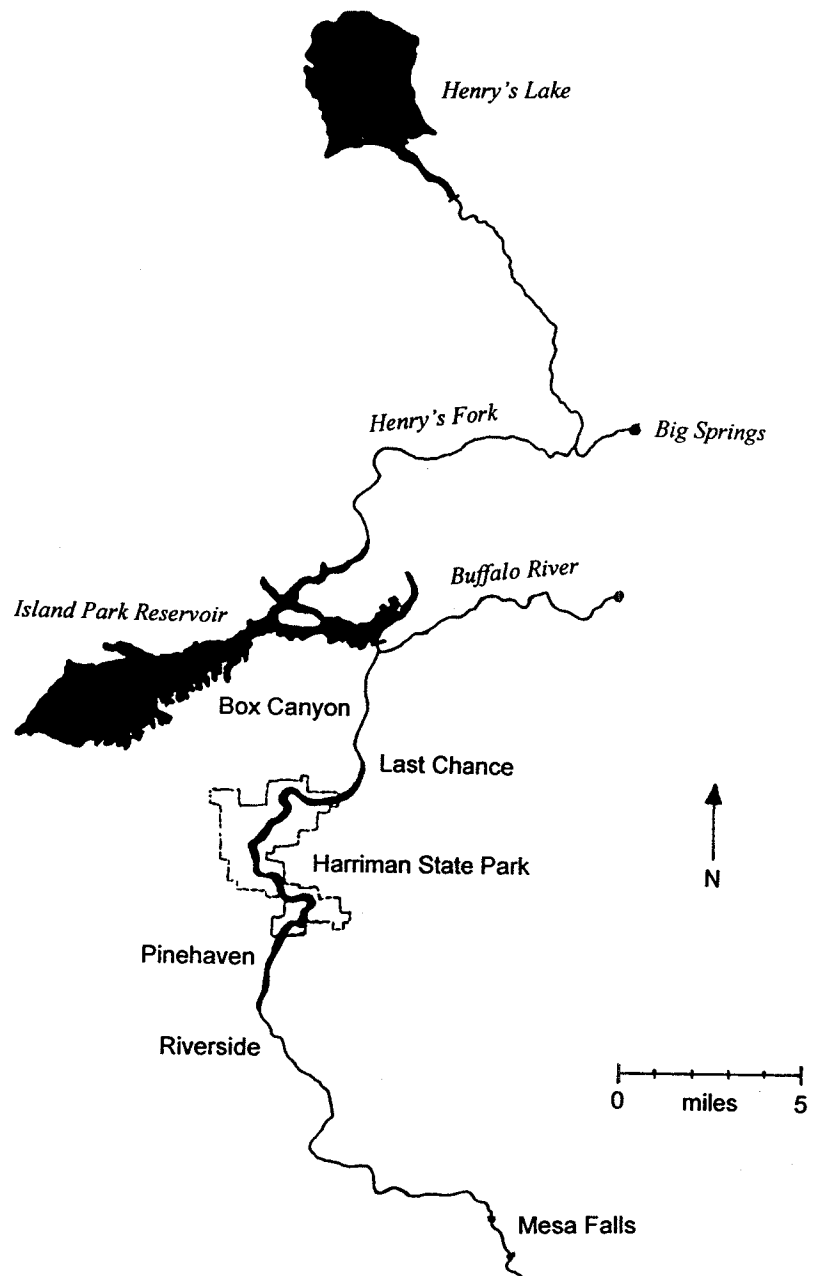 Henry's Lake
Henry's Fork
Big Springs
Buffalo River
Island Park Reservoir
Box Canyon
Last Chance
Harriman State Park
N
Pinehaven
Riverside
0 miles 5
Mesa Falls